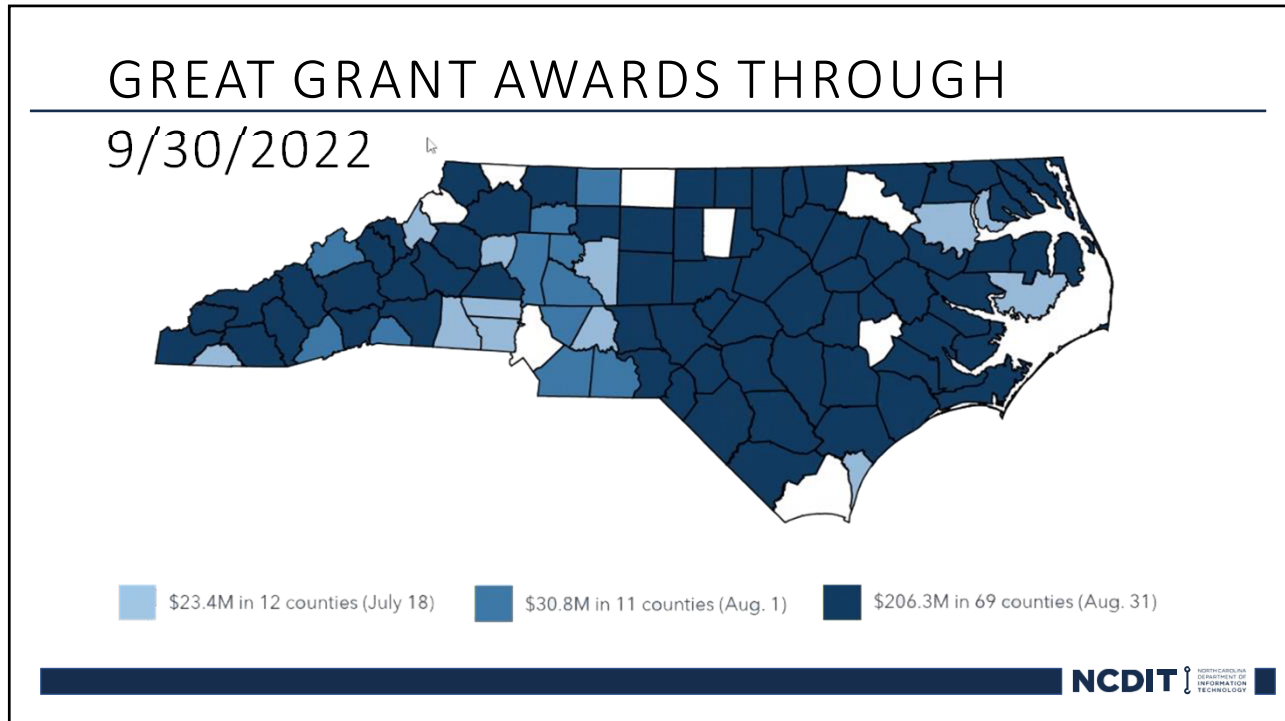 GREAT GRANT AWARDS THROUGH
9/30/2022
$23.4M in 12 counties (July 18)
$30.8M in 11 counties (Aug. 1)
$206.3M in 69 counties (Aug. 31)
NCDIT
NORTH CAROLINA
DEPARTMENT OF
INFORMATION
TECHNOLOGY